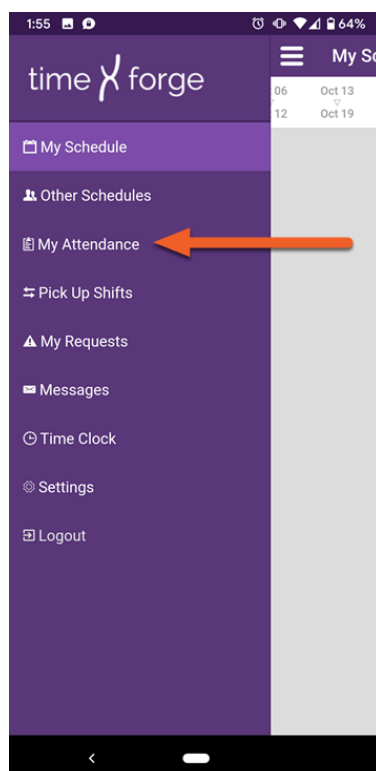 1:55 64%
time forge
My Sc
06 Oct 13
12 Oct 19
My Schedule
Other Schedules
My Attendance
Pick Up Shifts
My Requests
Messages
Time Clock
Settings
Logout